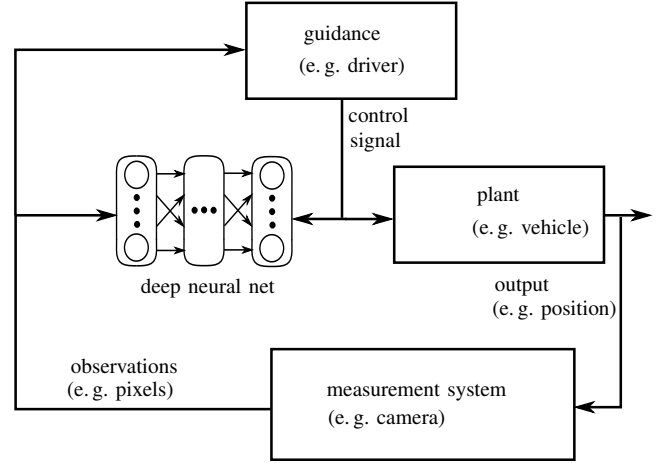 guidance
(e. g. driver)
control
signal
plant
(e. g. vehicle)
deep neural net
output
(e. g. position)
observations
(e. g. pixels)
measurement system
(e. g. camera)